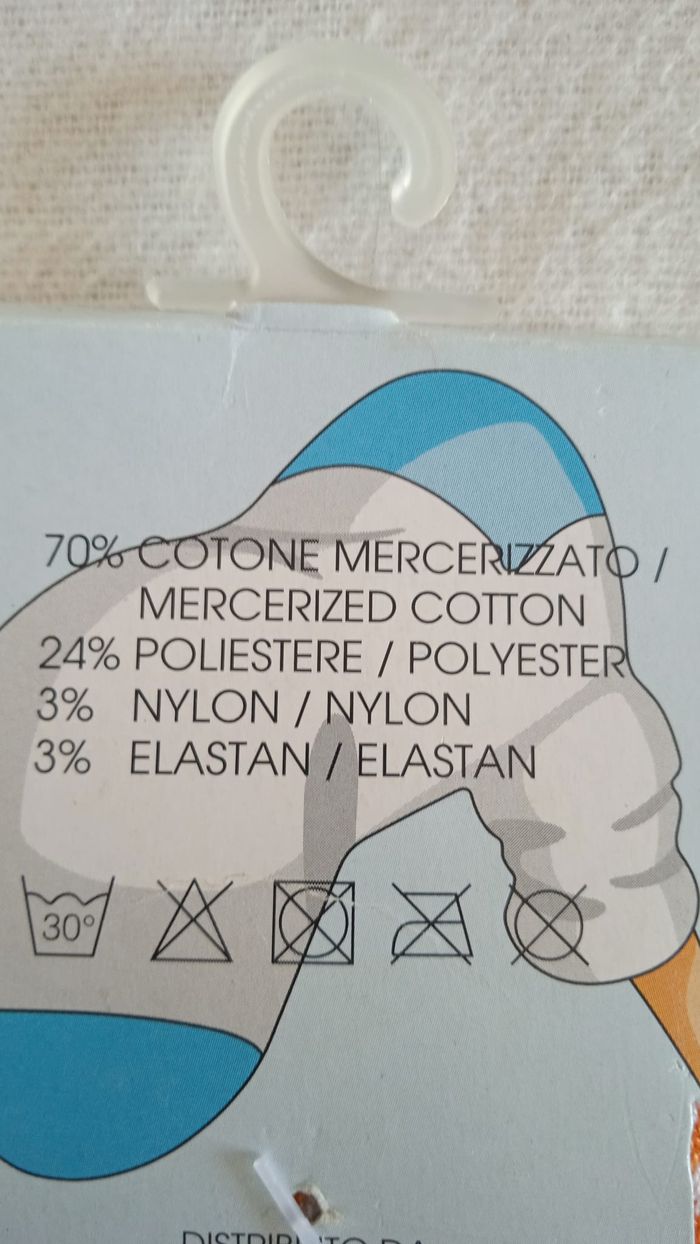 70% COTONE MERCERIZZATO /
MERCERIZED COTTON
24% POLIESTERE / POLYESTER
3% NYLON / NYLON
3% ELASTAN / ELASTAN
30°